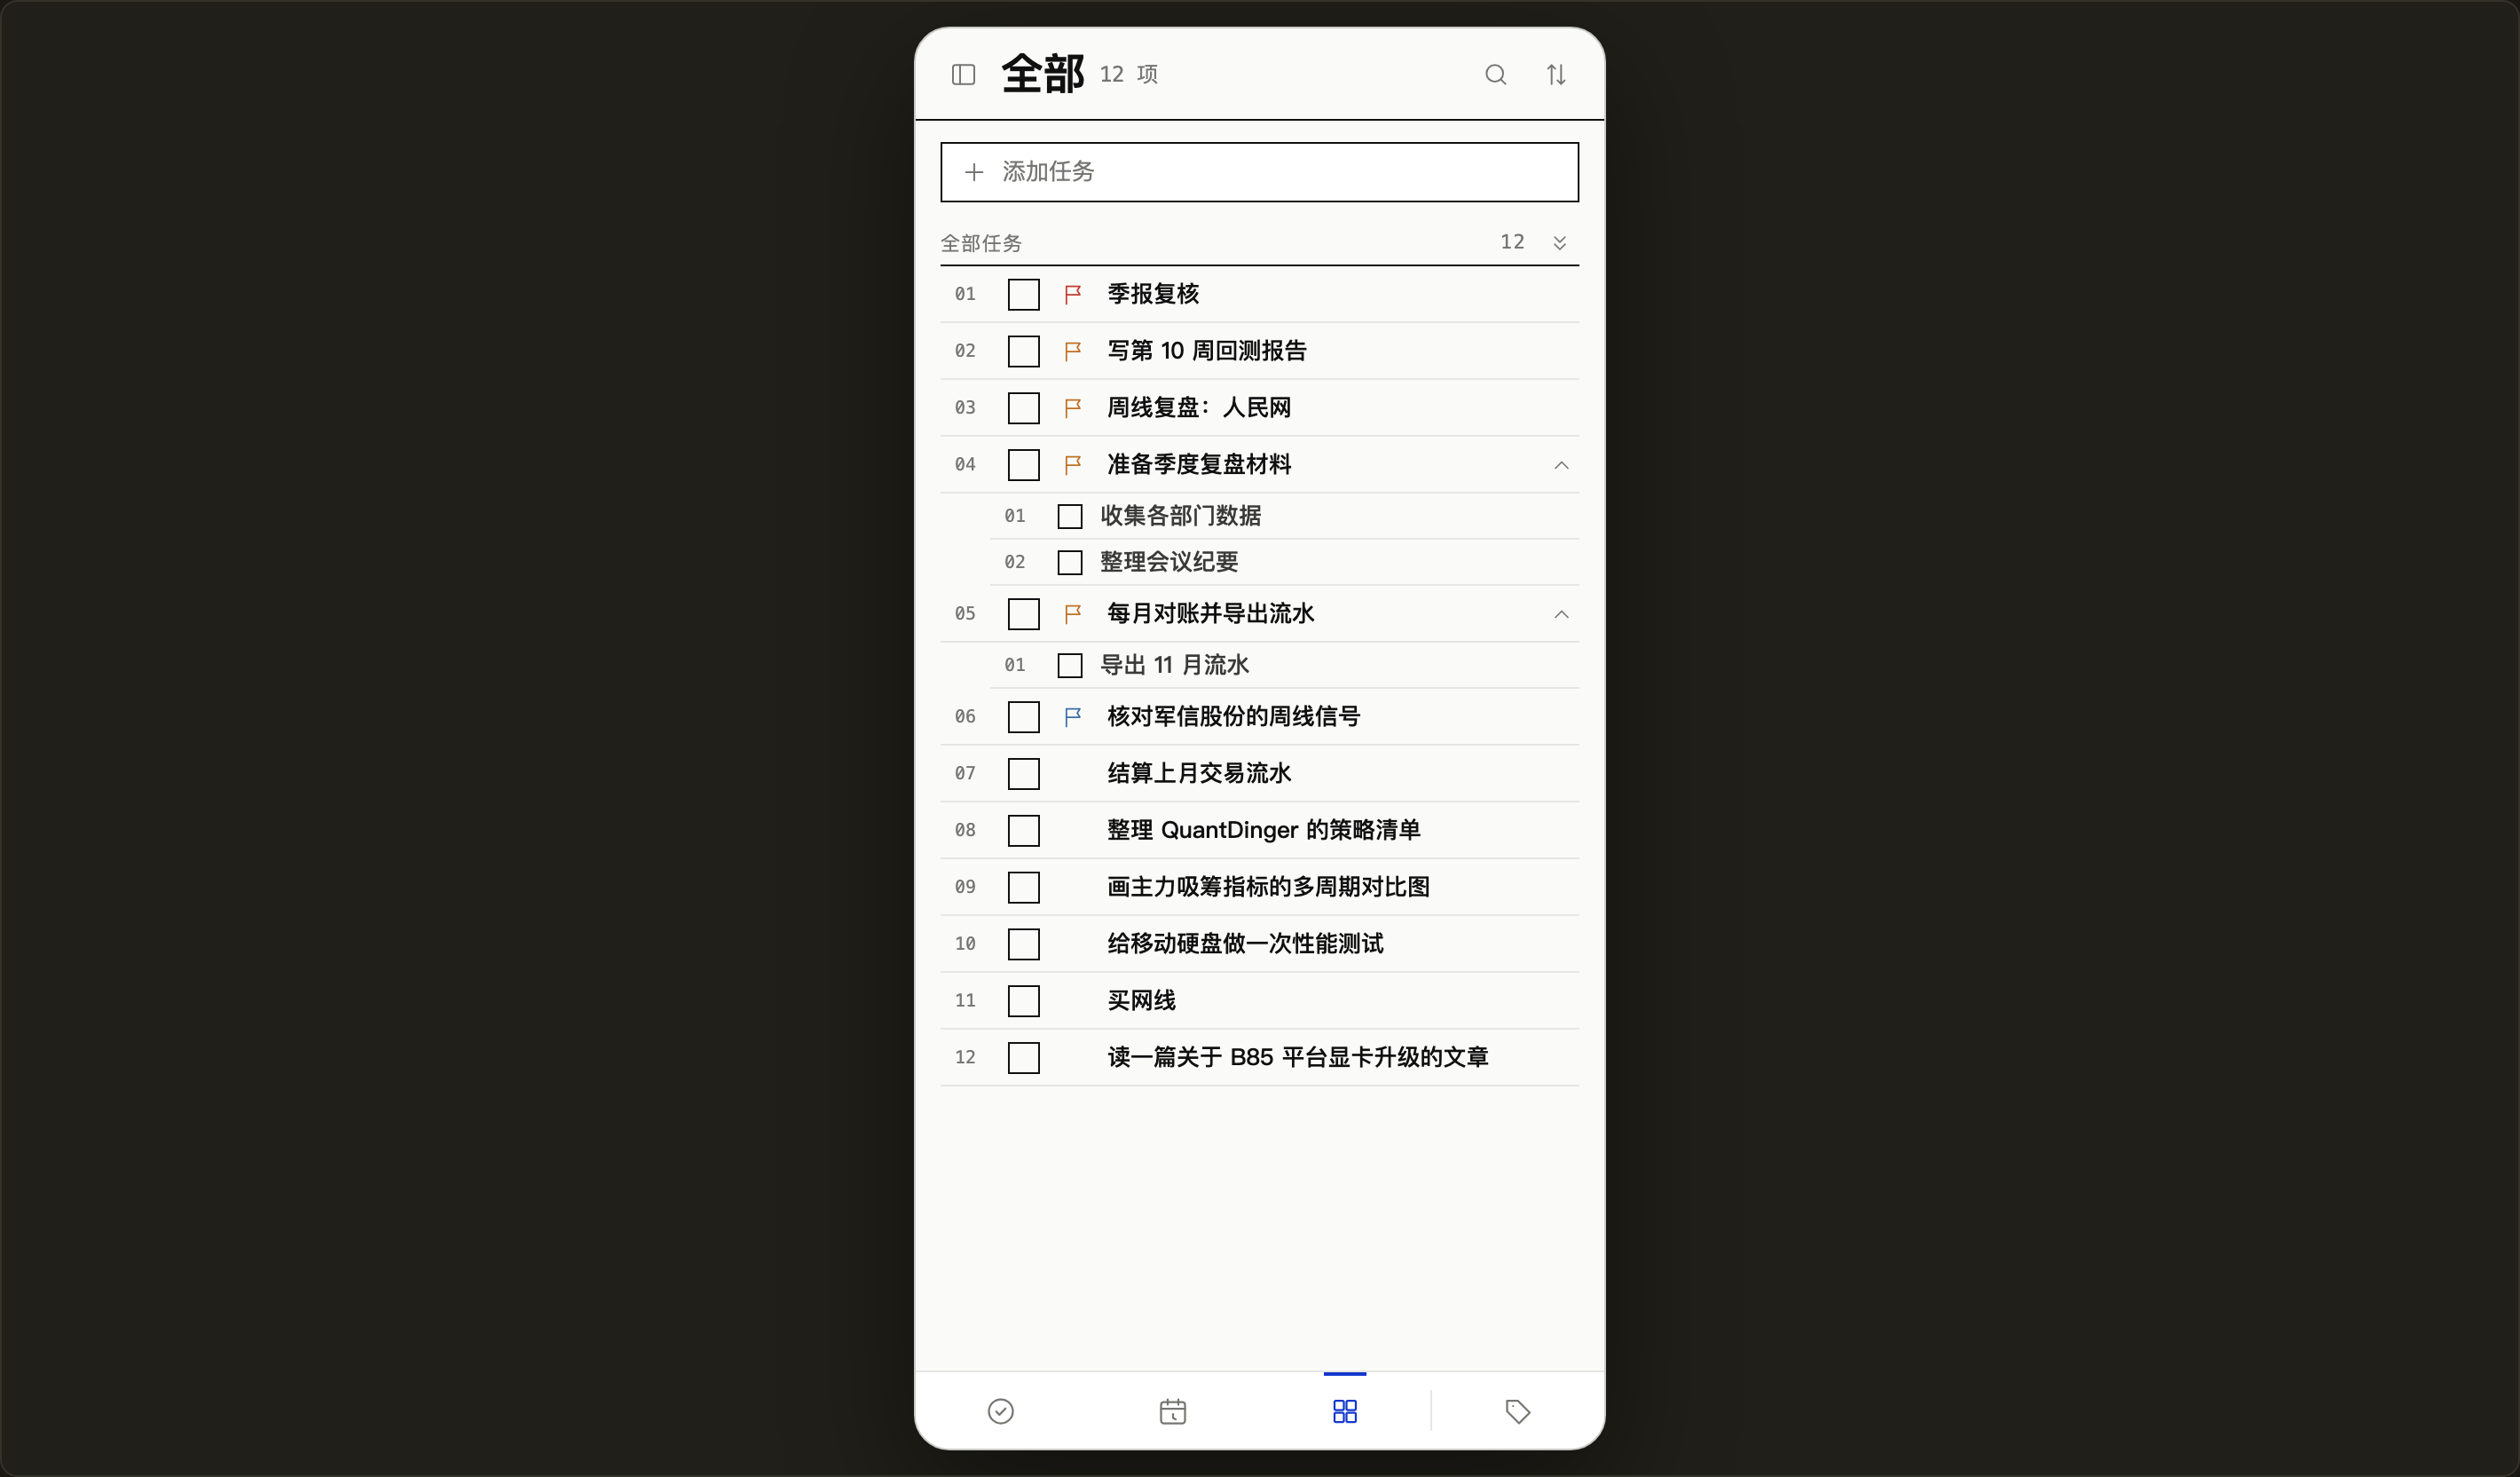 全部 12 项
添加任务
全部任务 12
01 季报复核
02 写第 10 周回测报告
03 周线复盘：人民网
04 准备季度复盘材料
01 收集各部门数据
02 整理会议纪要
05 每月对账并导出流水
01 导出 11 月流水
06 核对军信股份的周线信号
07 结算上月交易流水
08 整理 QuantDinger 的策略清单
09 画主力吸筹指标的多周期对比图
10 给移动硬盘做一次性能测试
11 买网线
12 读一篇关于 B85 平台显卡升级的文章